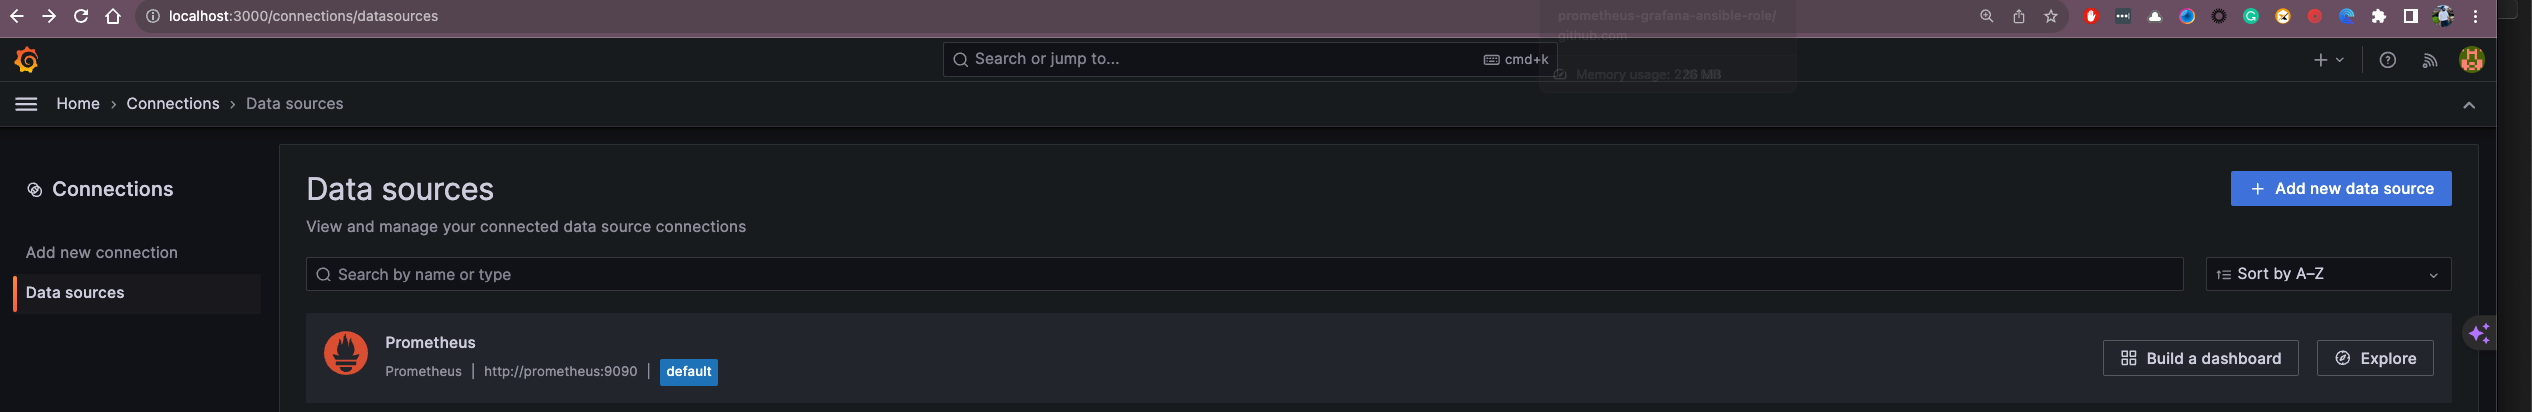 localhost:3000/connections/datasources
prometheus-grafana-ansible-role/
github.com
Memory usage: 226 MB
Search or jump to...
cmd+k
Home > Connections > Data sources
Connections
Add new connection
Data sources
Data sources
View and manage your connected data source connections
Add new data source
Search by name or type
Sort by A–Z
Prometheus
Prometheus | http://prometheus:9090 | default
Build a dashboard
Explore